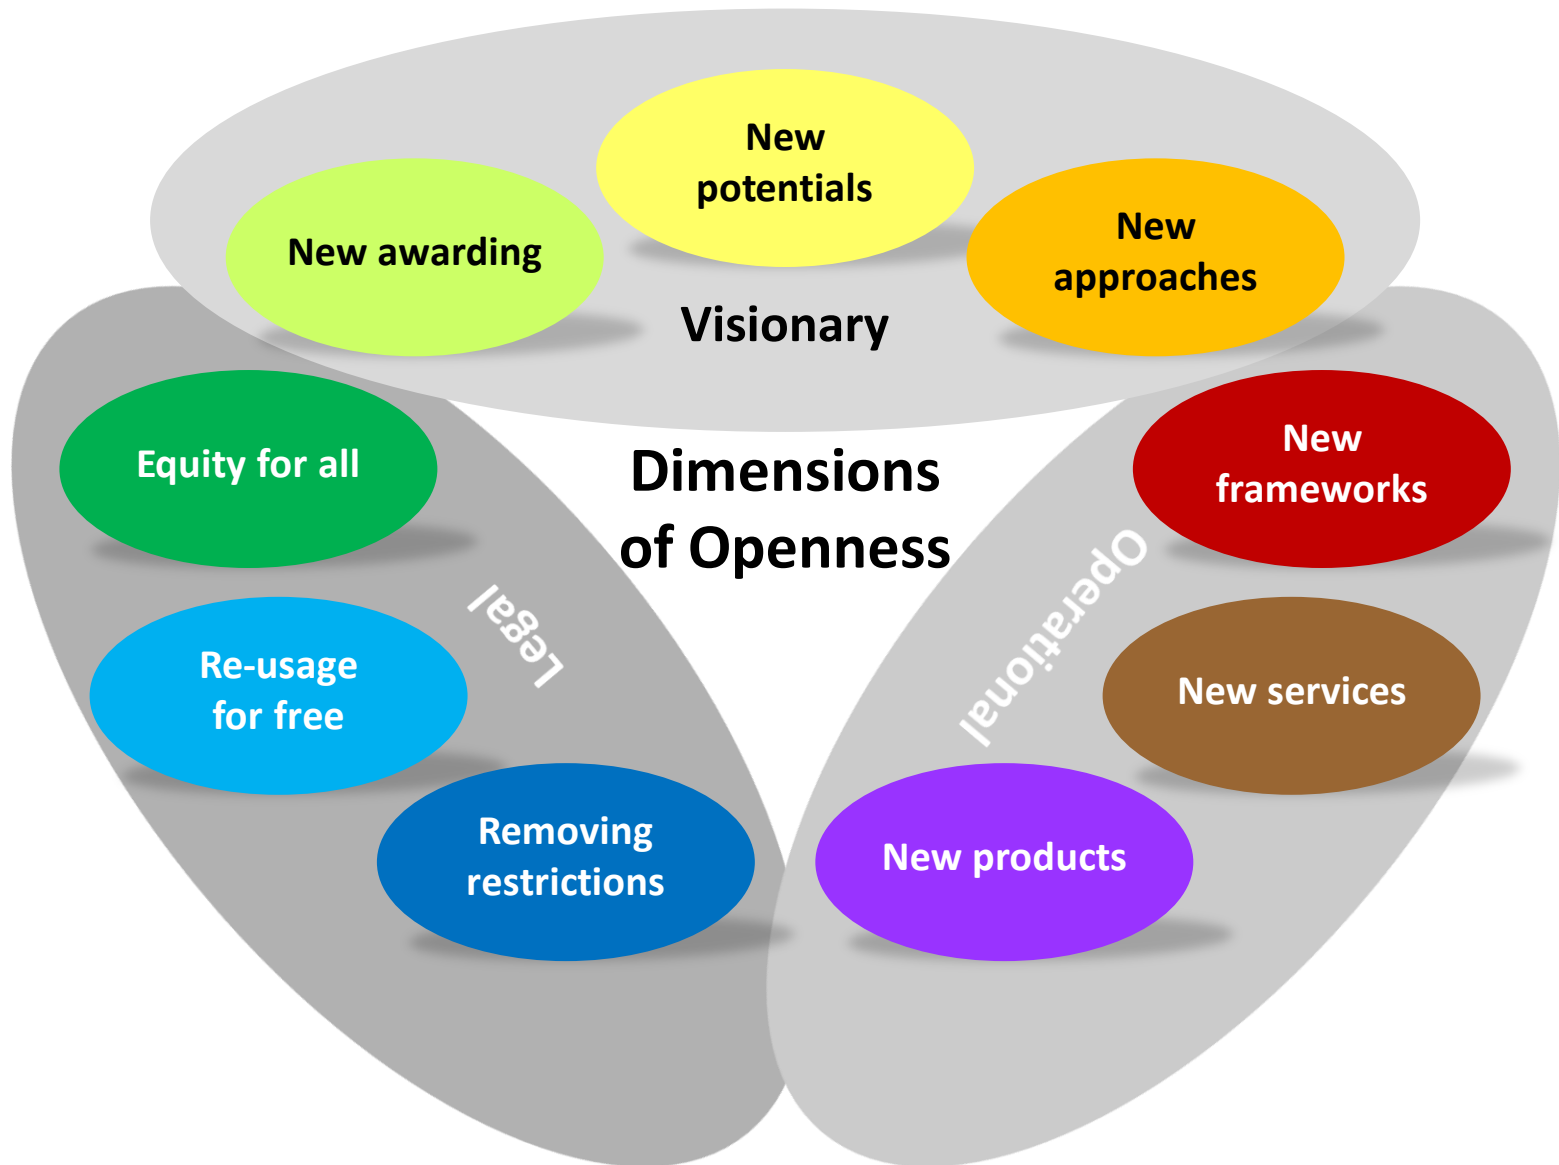 New
potentials
New awarding
New
approaches
Visionary
Equity for all
Dimensions
of Openness
New
frameworks
Legal
Operational
Re-usage
for free
New services
Removing
restrictions
New products